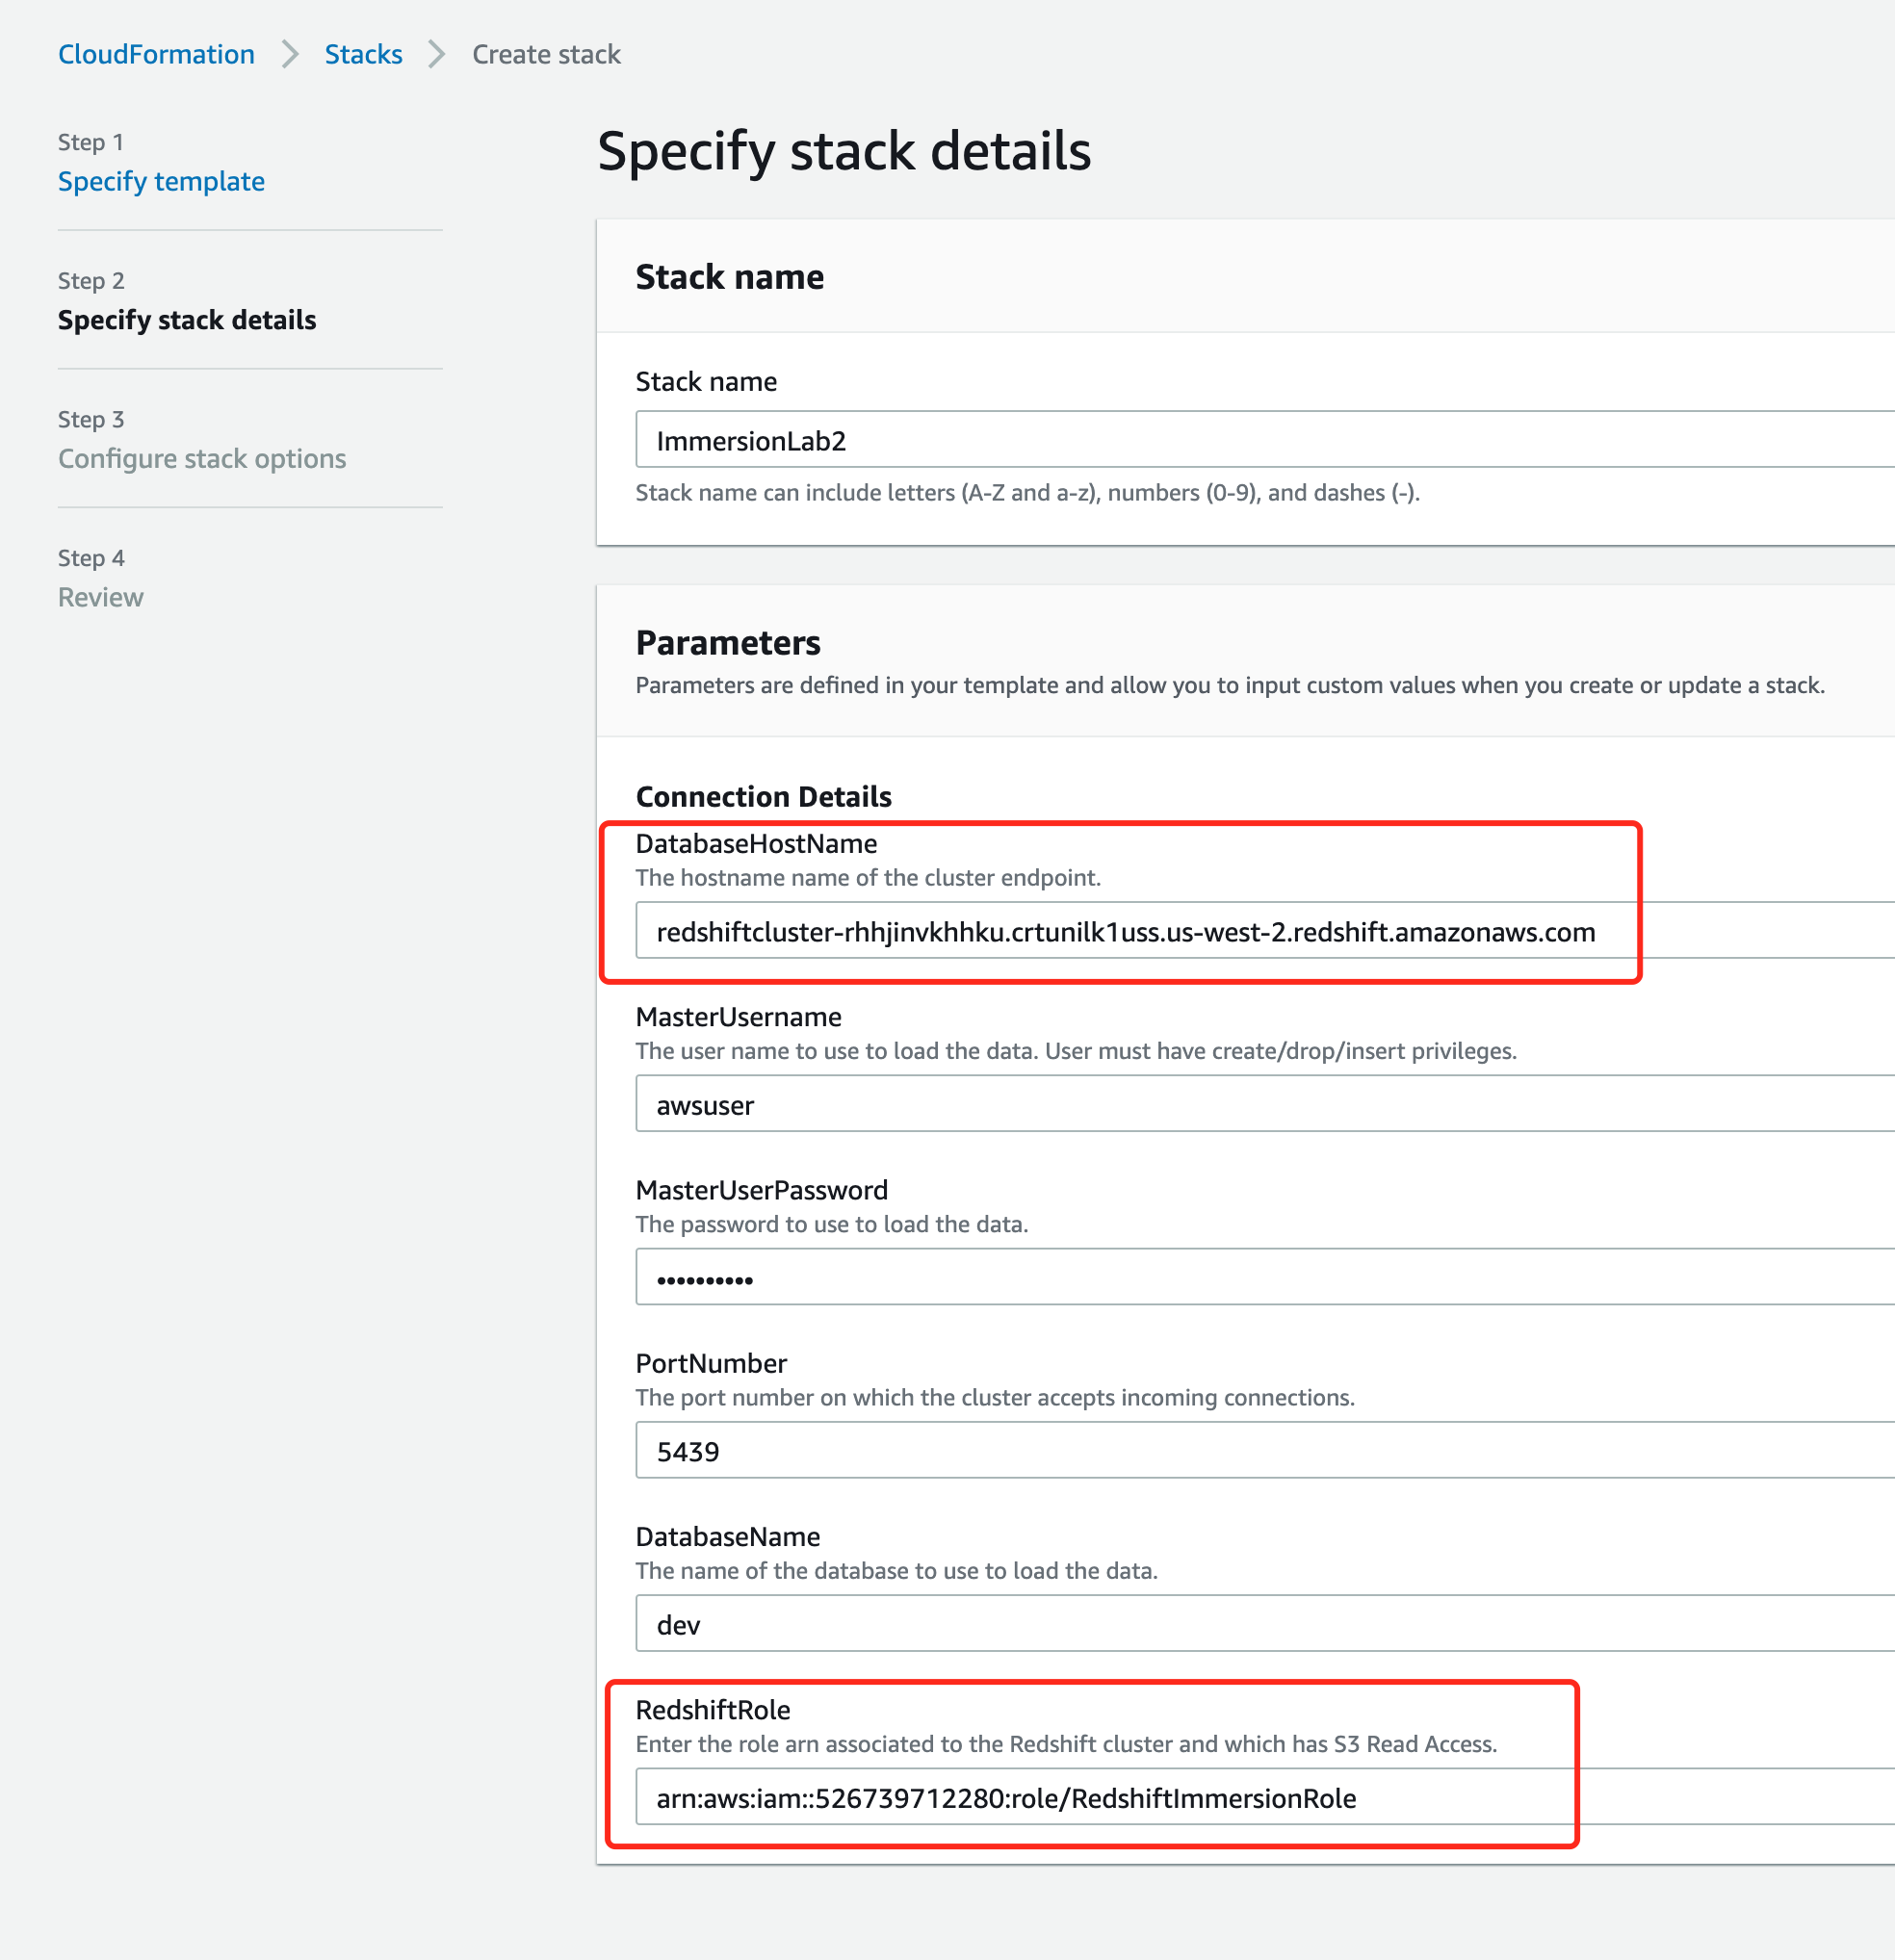 CloudFormation > Stacks > Create stack
Step 1
Specify template
Step 2
Specify stack details
Step 3
Configure stack options
Step 4
Review
Specify stack details
Stack name
Stack name
ImmersionLab2
Stack name can include letters (A-Z and a-z), numbers (0-9), and dashes (-).
Parameters
Parameters are defined in your template and allow you to input custom values when you create or update a stack.
Connection Details
DatabaseHostName
The hostname name of the cluster endpoint.
redshiftcluster-rhhjinvkhhku.crtunilk1uss.us-west-2.redshift.amazonaws.com
MasterUsername
The user name to use to load the data. User must have create/drop/insert privileges.
awsuser
MasterUserPassword
The password to use to load the data.
••••••••••
PortNumber
The port number on which the cluster accepts incoming connections.
5439
DatabaseName
The name of the database to use to load the data.
dev
RedshiftRole
Enter the role arn associated to the Redshift cluster and which has S3 Read Access.
arn:aws:iam::526739712280:role/RedshiftImmersionRole